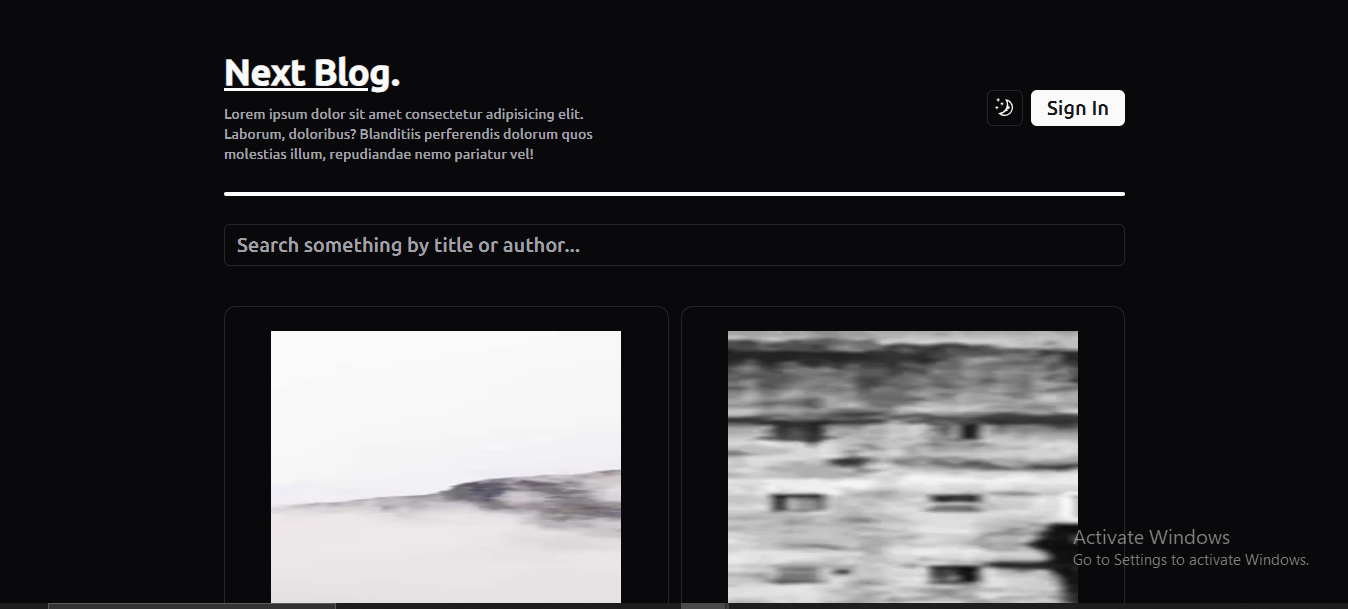 Next Blog.
Lorem ipsum dolor sit amet consectetur adipisicing elit.
Laborum, doloribus? Blanditiis perferendis dolorum quos
molestias illum, repudiandae nemo pariatur vel!
Sign In
Search something by title or author...
Activate Windows
Go to Settings to activate Windows.